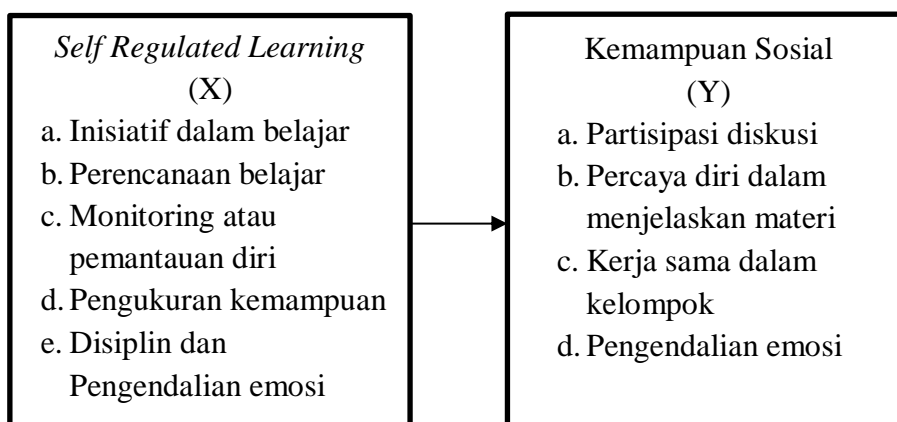 Self Regulated Learning
(X)
a. Inisiatif dalam belajar
b. Perencanaan belajar
c. Monitoring atau
pemantauan diri
d. Pengukuran kemampuan
e. Disiplin dan
Pengendalian emosi
Kemampuan Sosial
(Y)
a. Partisipasi diskusi
b. Percaya diri dalam
menjelaskan materi
c. Kerja sama dalam
kelompok
d. Pengendalian emosi